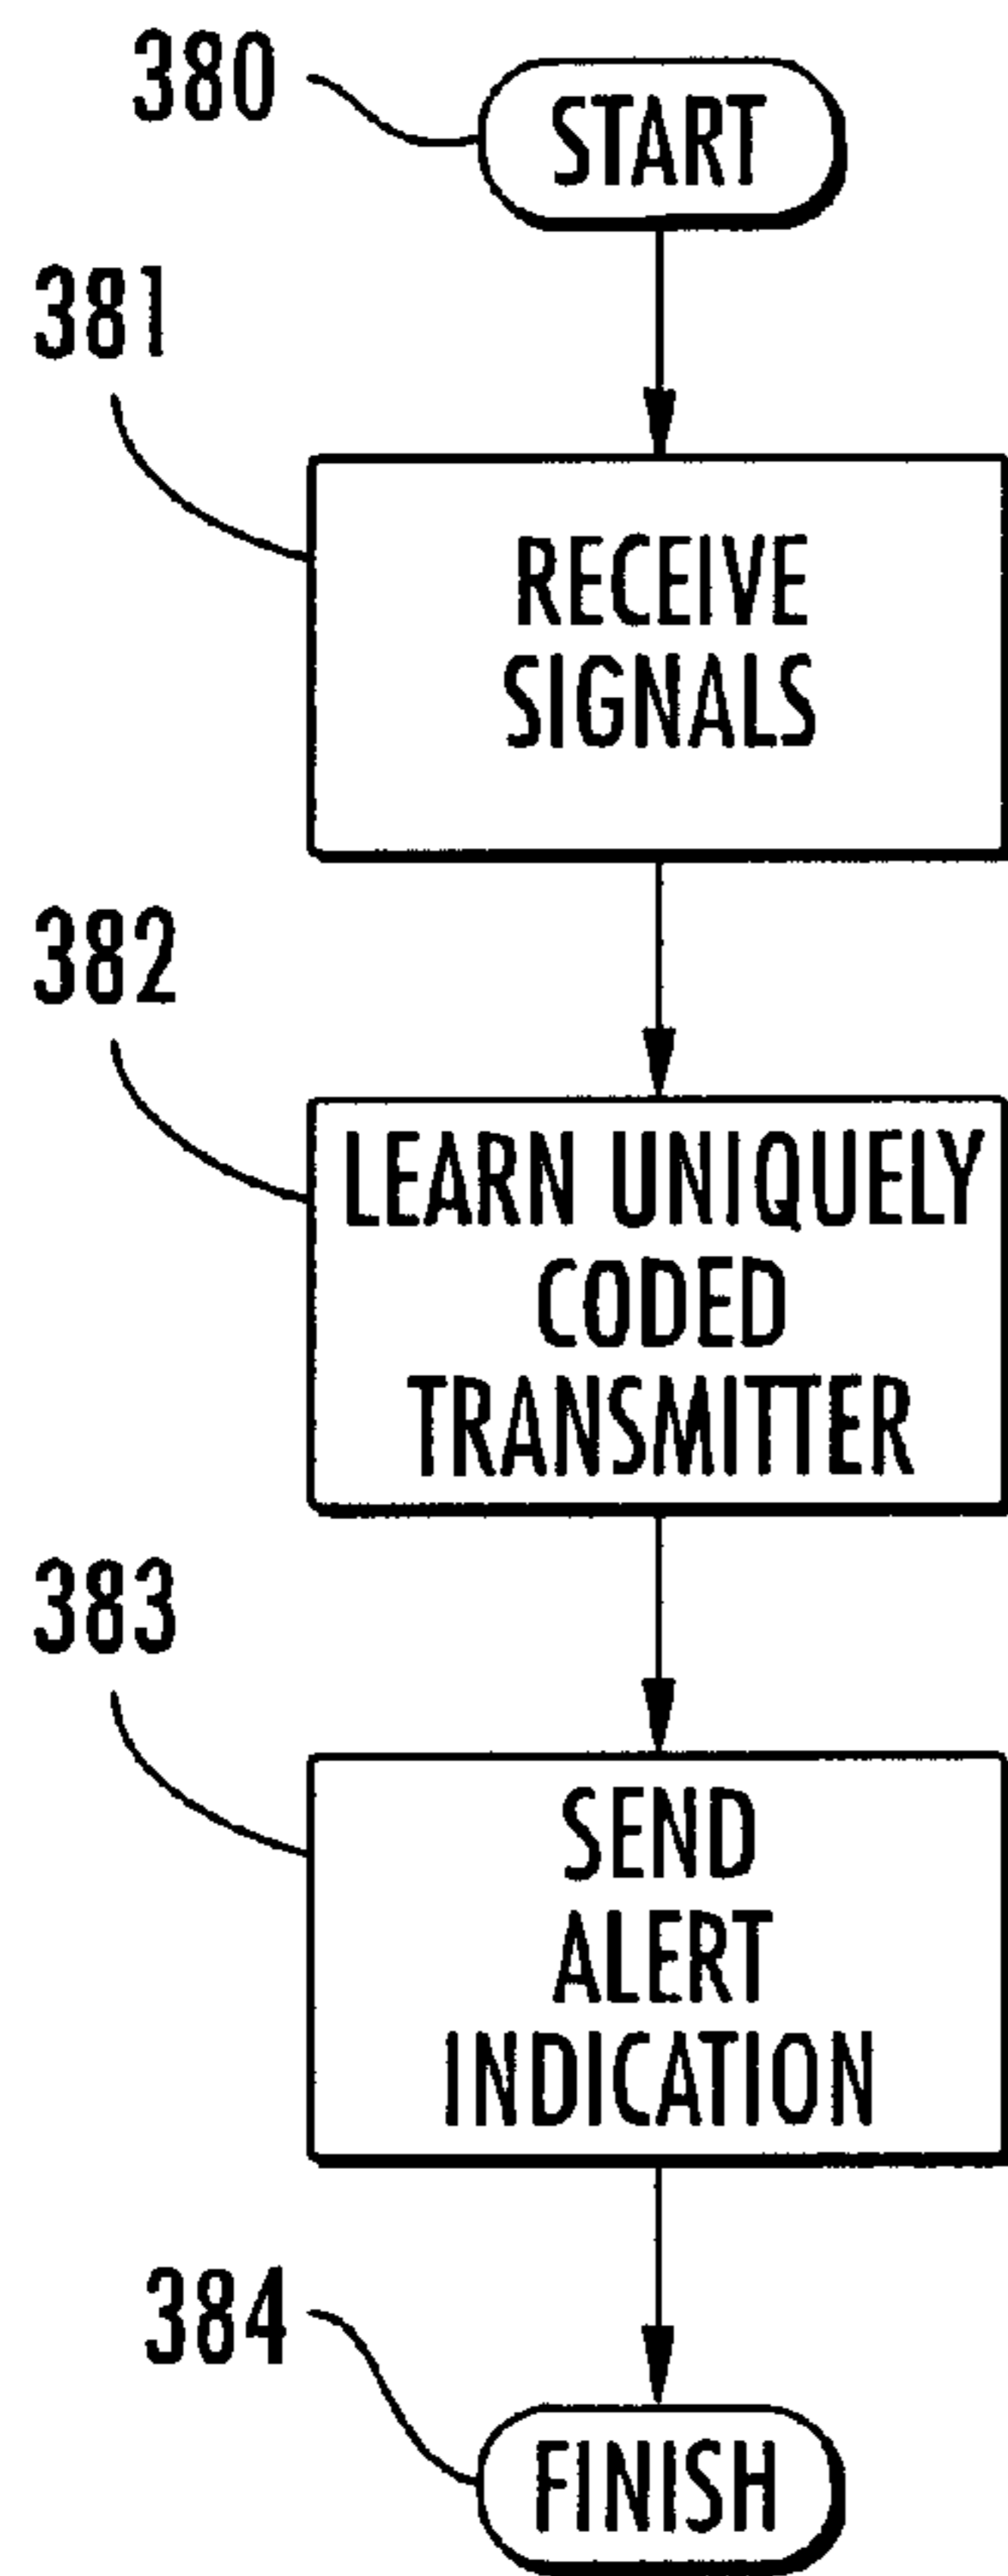 380
START
381
RECEIVE
SIGNALS
382
LEARN UNIQUELY
CODED
TRANSMITTER
383
SEND
ALERT
INDICATION
384
FINISH